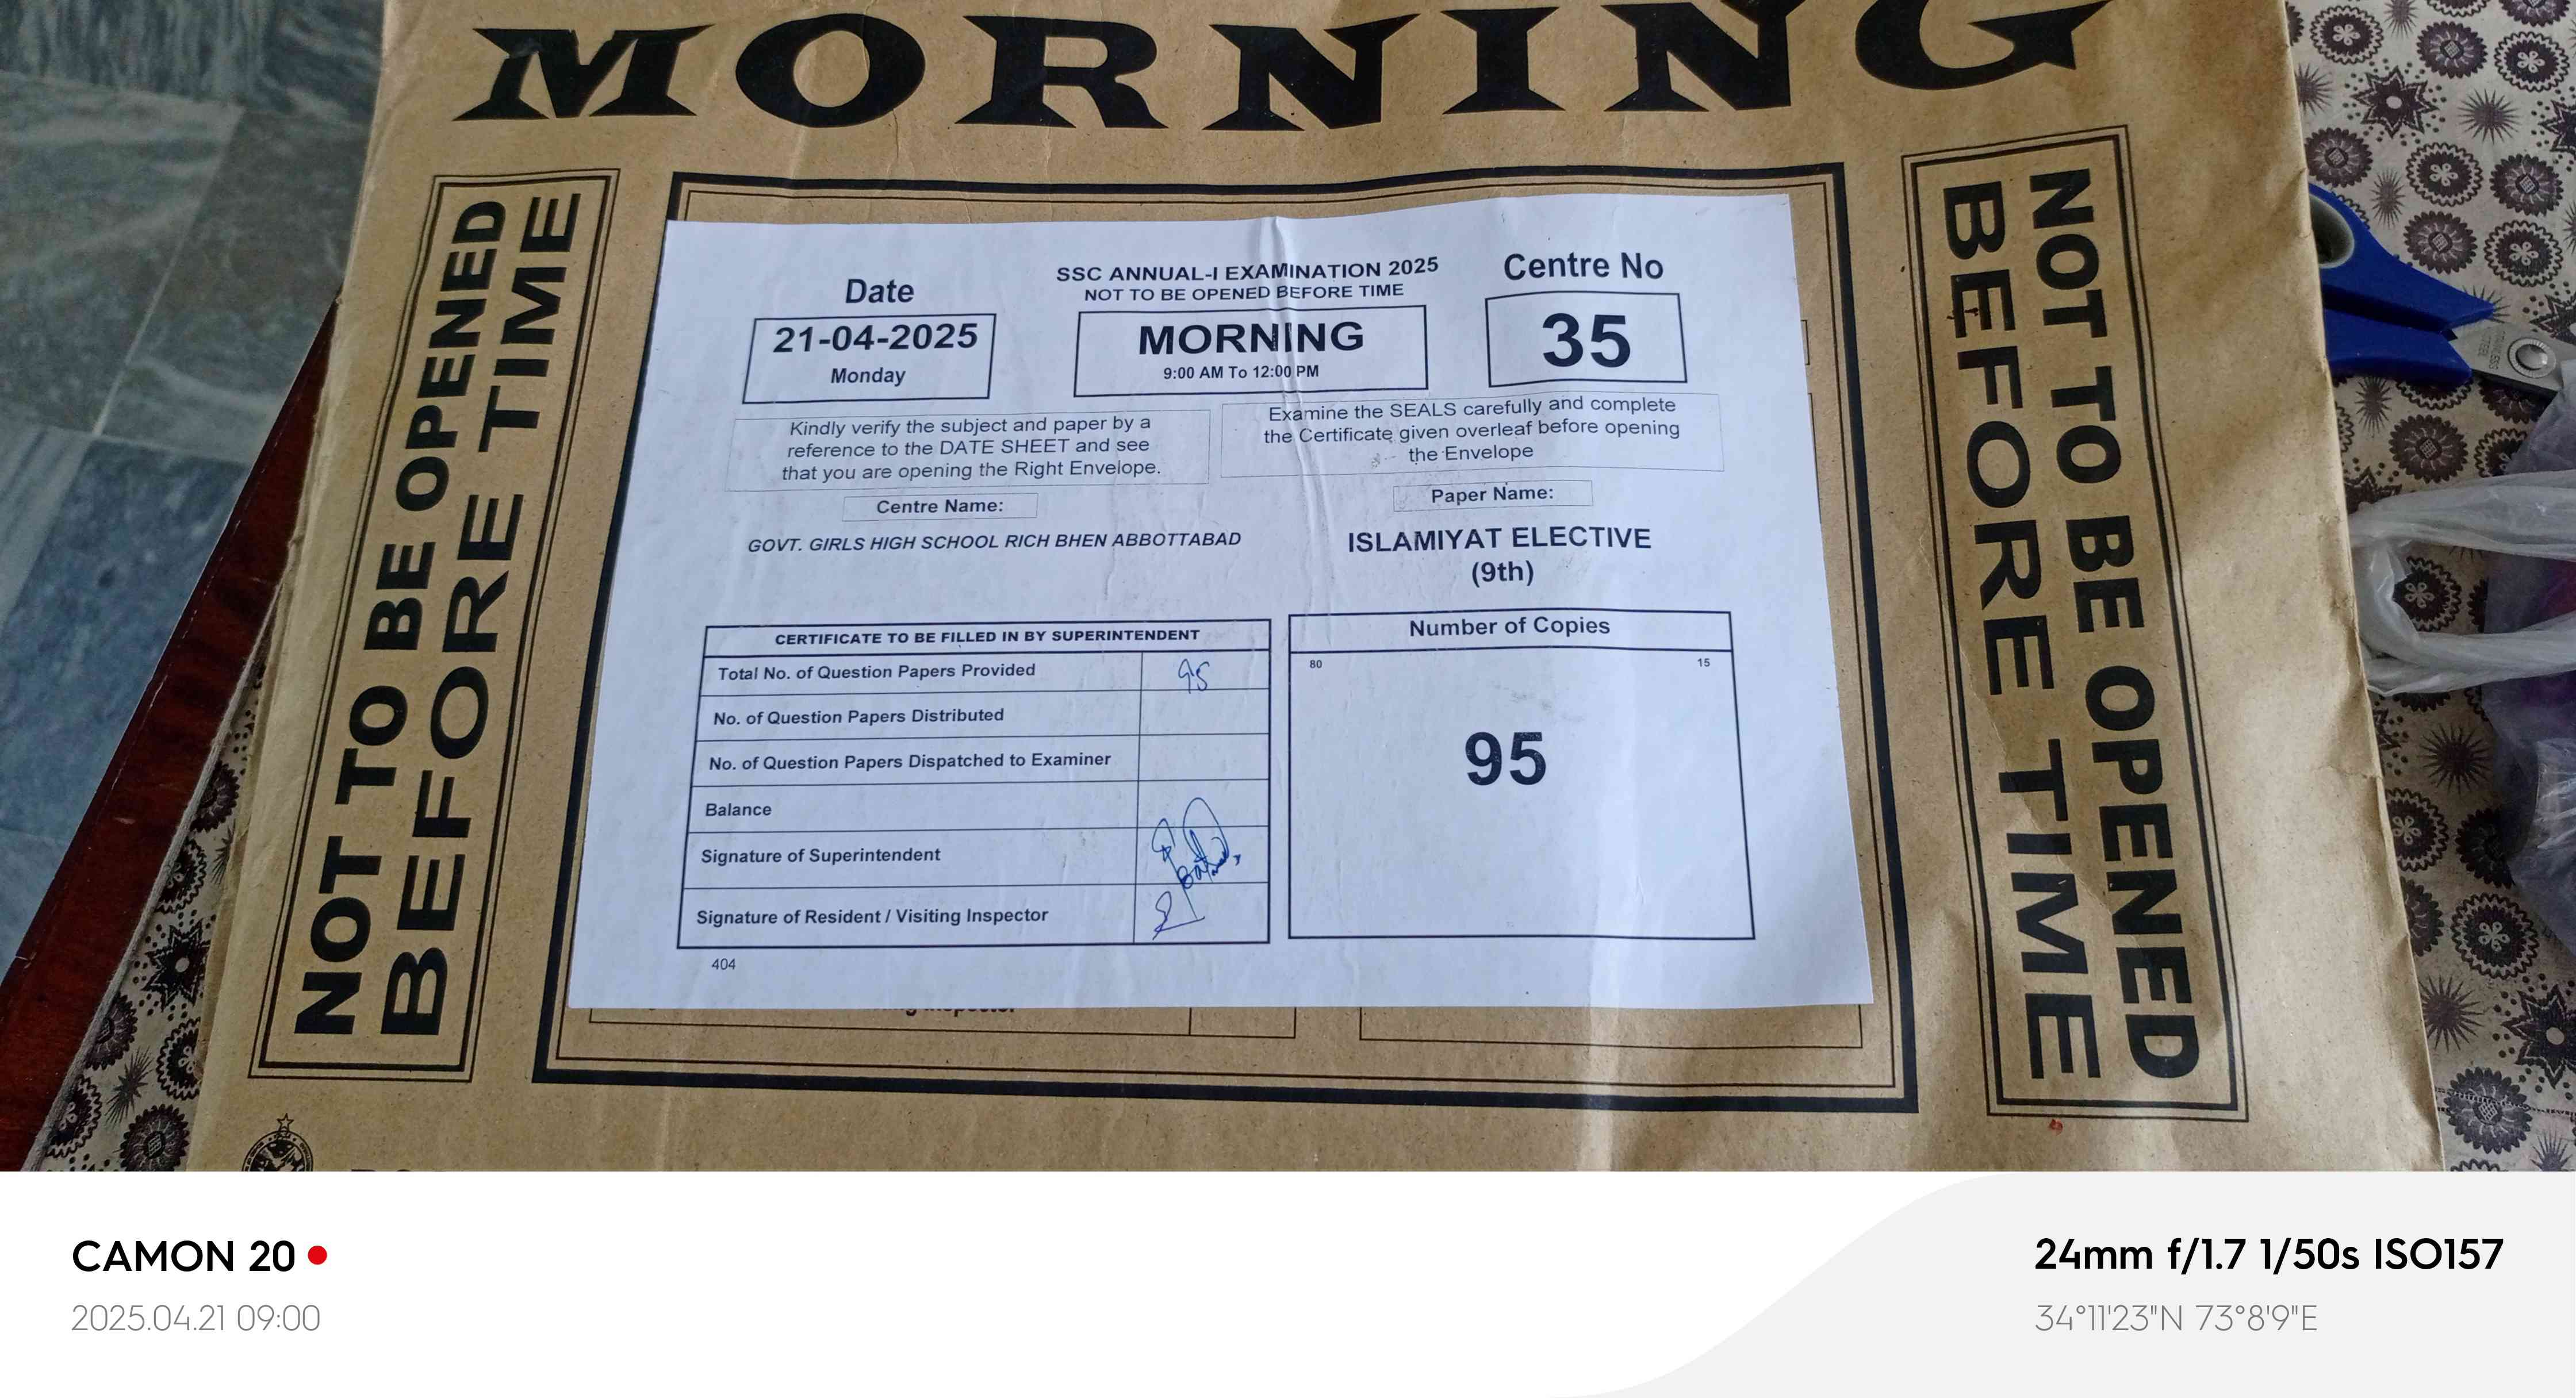 MORNING
NOT TO BE OPENED
BEFORE TIME
Date
21-04-2025
Monday
SSC ANNUAL-I EXAMINATION 2025
NOT TO BE OPENED BEFORE TIME
MORNING
9:00 AM To 12:00 PM
Centre No
35
Kindly verify the subject and paper by a
reference to the DATE SHEET and see
that you are opening the Right Envelope.
Examine the SEALS carefully and complete
the Certificate given overleaf before opening
the Envelope
Centre Name:
GOVT. GIRLS HIGH SCHOOL RICH BHEN ABBOTTABAD
Paper Name:
ISLAMIYAT ELECTIVE
(9th)
CERTIFICATE TO BE FILLED IN BY SUPERINTENDENT
Total No. of Question Papers Provided 95
No. of Question Papers Distributed
No. of Question Papers Dispatched to Examiner
Balance
Signature of Superintendent
Signature of Resident / Visiting Inspector
Number of Copies
80 15
95
404
NOT TO BE OPENED
BEFORE TIME
CAMON 20
2025.04.21 09:00
24mm f/1.7 1/50s ISO157
34°11'23"N 73°8'9"E